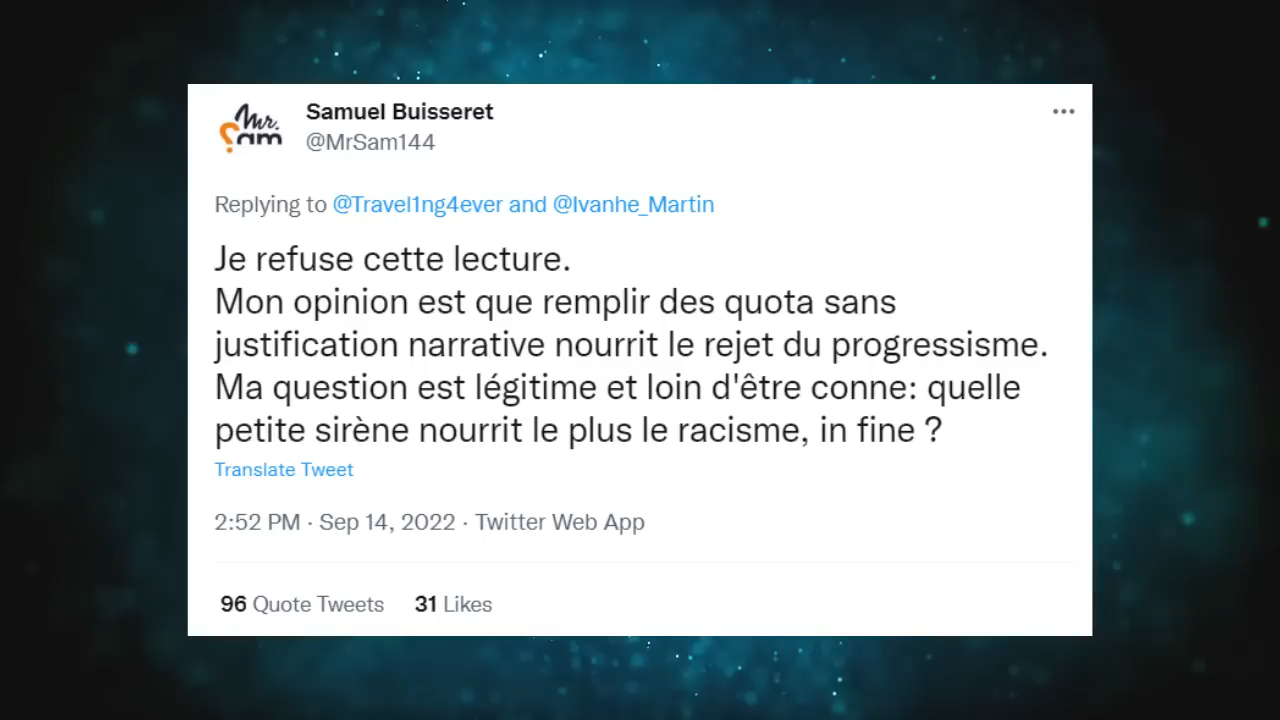 Mr.
Sam
Samuel Buisseret
@MrSam144
Replying to @Travel1ng4ever and @Ivanhe_Martin
Je refuse cette lecture.
Mon opinion est que remplir des quota sans
justification narrative nourrit le rejet du progressisme.
Ma question est légitime et loin d'être conne: quelle
petite sirène nourrit le plus le racisme, in fine ?
Translate Tweet
2:52 PM · Sep 14, 2022 · Twitter Web App
96 Quote Tweets 31 Likes